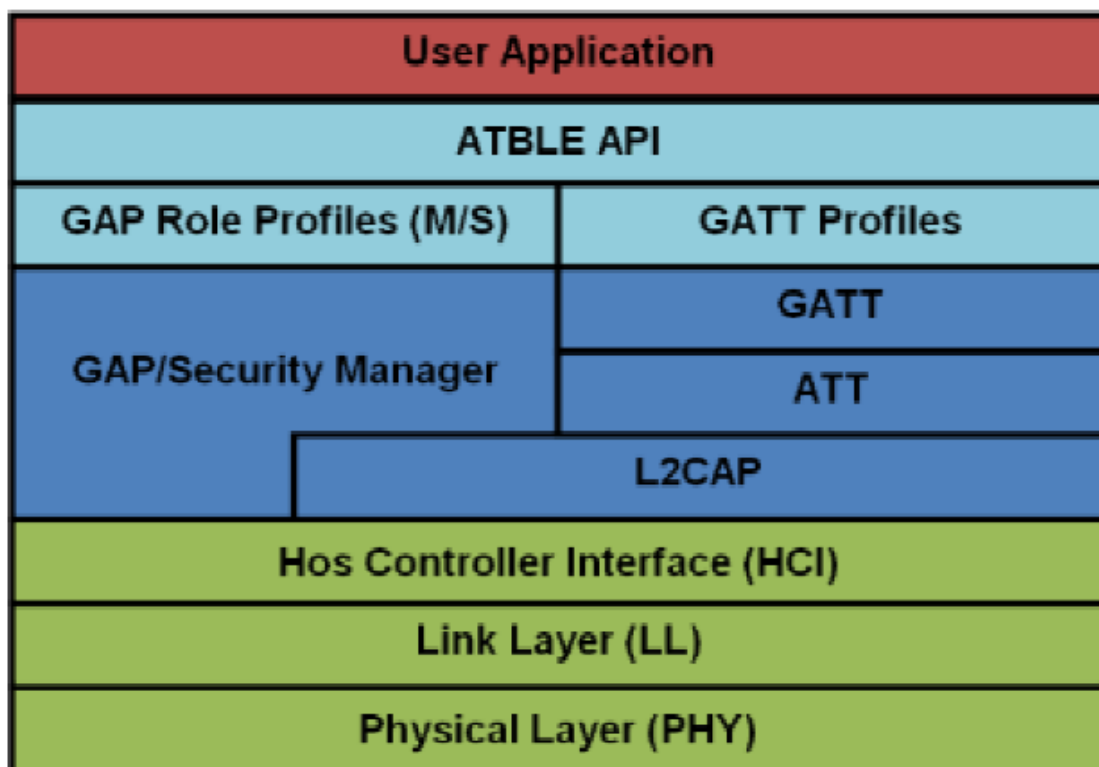 User Application
ATBLE API
GAP Role Profiles (M/S)
GATT Profiles
GATT
GAP/Security Manager
ATT
L2CAP
Hos Controller Interface (HCI)
Link Layer (LL)
Physical Layer (PHY)